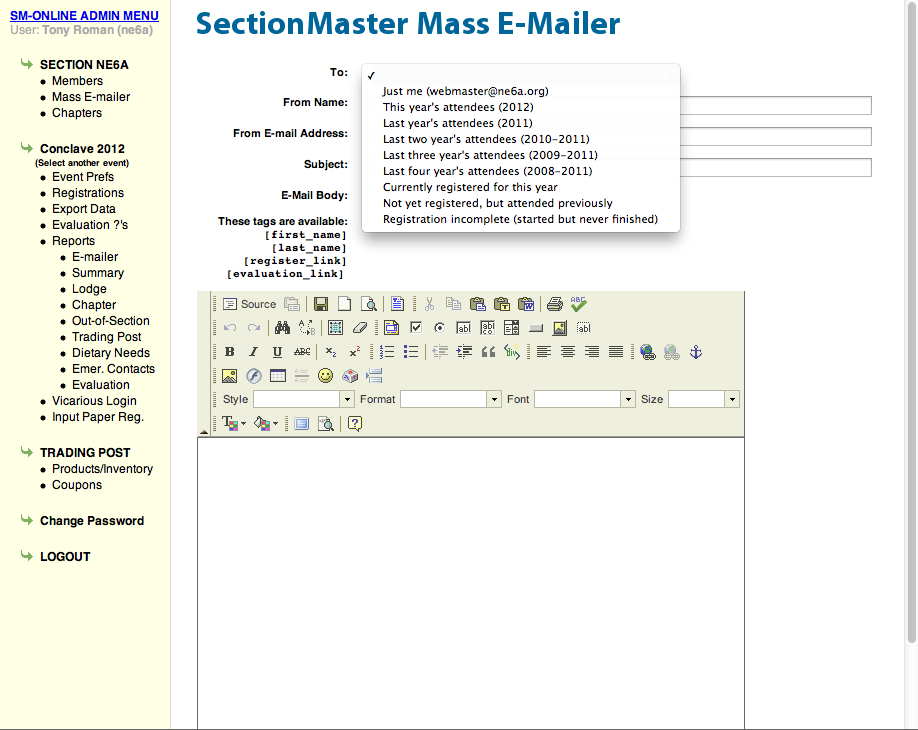 SM-ONLINE ADMIN MENU
User: Tony Roman (ne6a)
SECTION NE6A
Members
Mass E-mailer
Chapters
Conclave 2012
(Select another event)
Event Prefs
Registrations
Export Data
Evaluation ?'s
Reports
E-mailer
Summary
Lodge
Chapter
Out-of-Section
Trading Post
Dietary Needs
Emer. Contacts
Evaluation
Vicarious Login
Input Paper Reg.
TRADING POST
Products/Inventory
Coupons
Change Password
LOGOUT
SectionMaster Mass E-Mailer
To:
✓
Just me (webmaster@ne6a.org)
This year's attendees (2012)
Last year's attendees (2011)
Last two year's attendees (2010-2011)
Last three year's attendees (2009-2011)
Last four year's attendees (2008-2011)
Currently registered for this year
Not yet registered, but attended previously
Registration incomplete (started but never finished)
From Name:
From E-mail Address:
Subject:
E-Mail Body:
These tags are available:
[first_name]
[last_name]
[register_link]
[evaluation_link]
Source
B I U ABC X₂ X²
Style Format Font Size